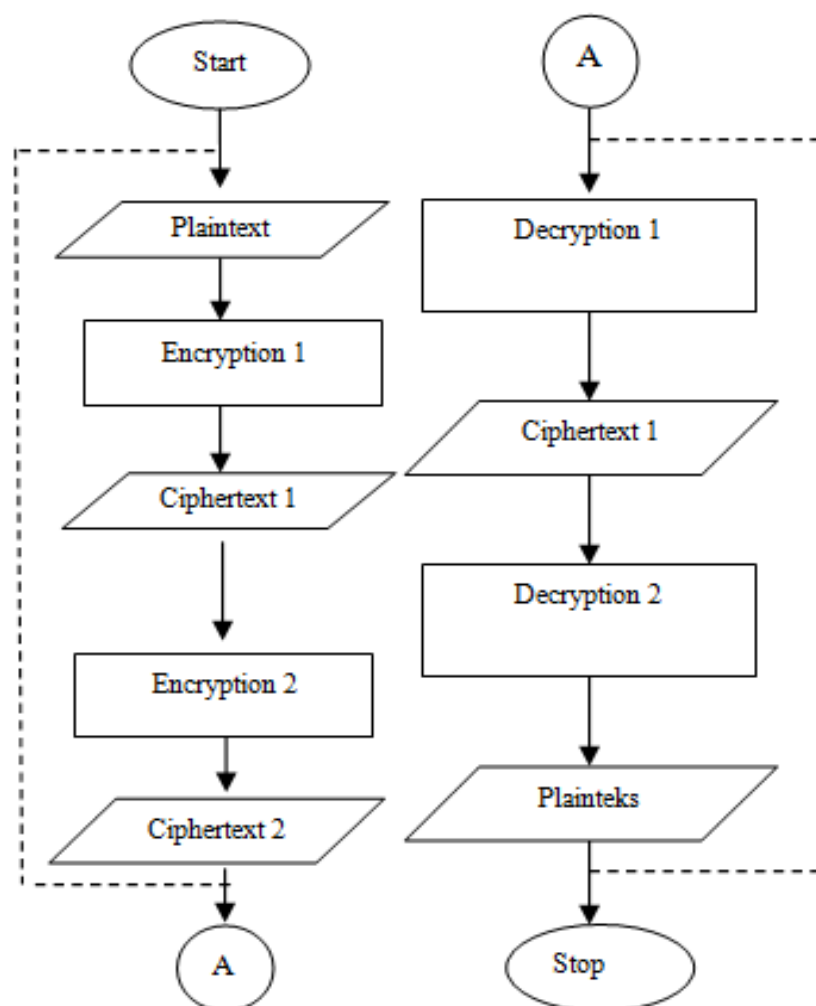 Start
Plaintext
Encryption 1
Ciphertext 1
Encryption 2
Ciphertext 2
A
A
Decryption 1
Ciphertext 1
Decryption 2
Plainteks
Stop